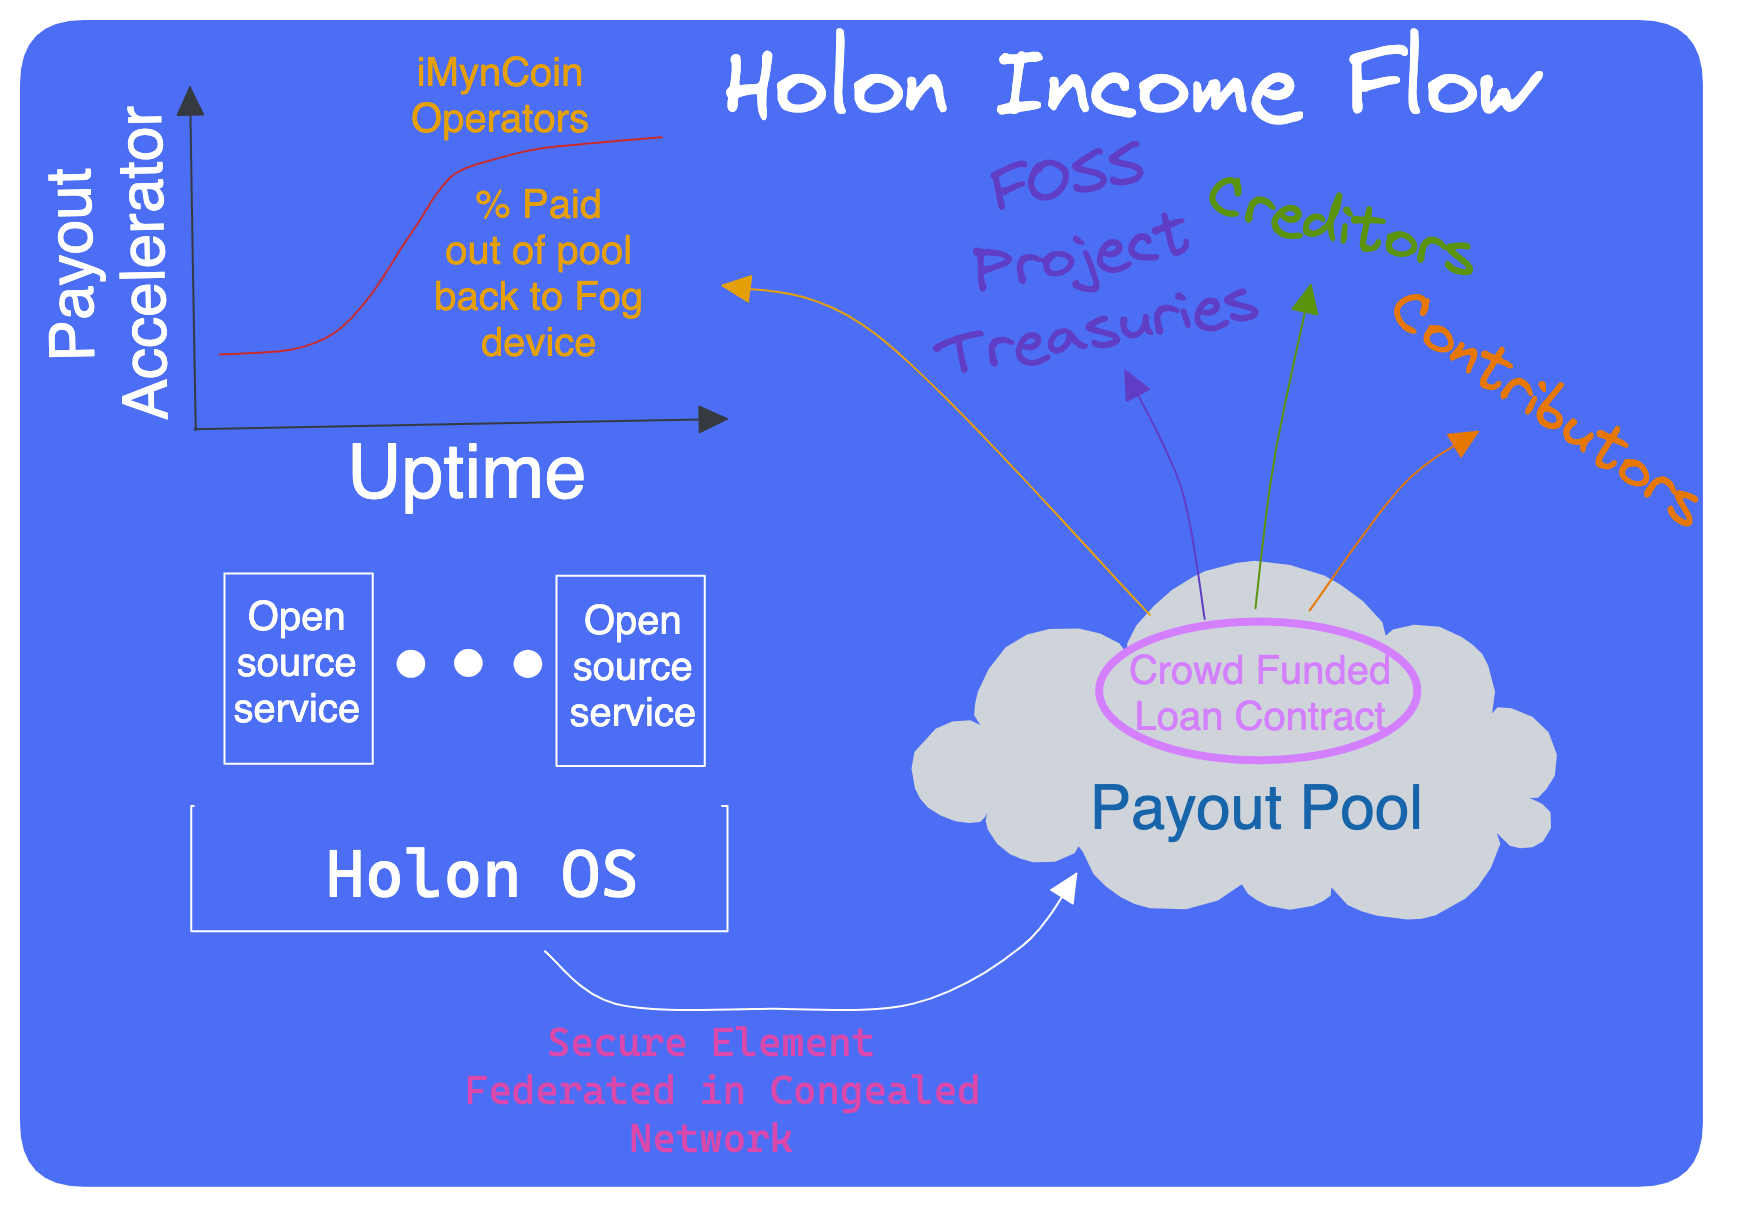 Holon Income Flow
iMynCoin
Operators
Payout
Accelerator
% Paid
out of pool
back to Fog
device
Uptime
FOSS
Project
Treasuries
Creditors
Contributors
Open
source
service
Open
source
service
Holon OS
Crowd Funded
Loan Contract
Payout Pool
Secure Element
Federated in Congealed
Network